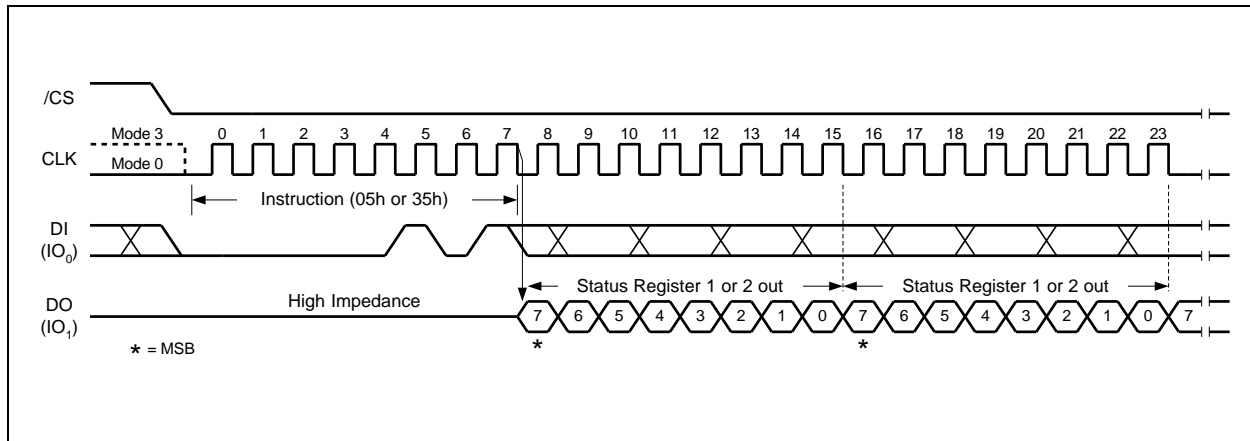 /CS
Mode 3 0 1 2 3 4 5 6 7 8 9 10 11 12 13 14 15 16 17 18 19 20 21 22 23
CLK Mode 0
Instruction (05h or 35h)
DI
(IO0)
Status Register 1 or 2 out Status Register 1 or 2 out
High Impedance
DO 7 6 5 4 3 2 1 0 7 6 5 4 3 2 1 0 7
(IO1)
* *
* = MSB